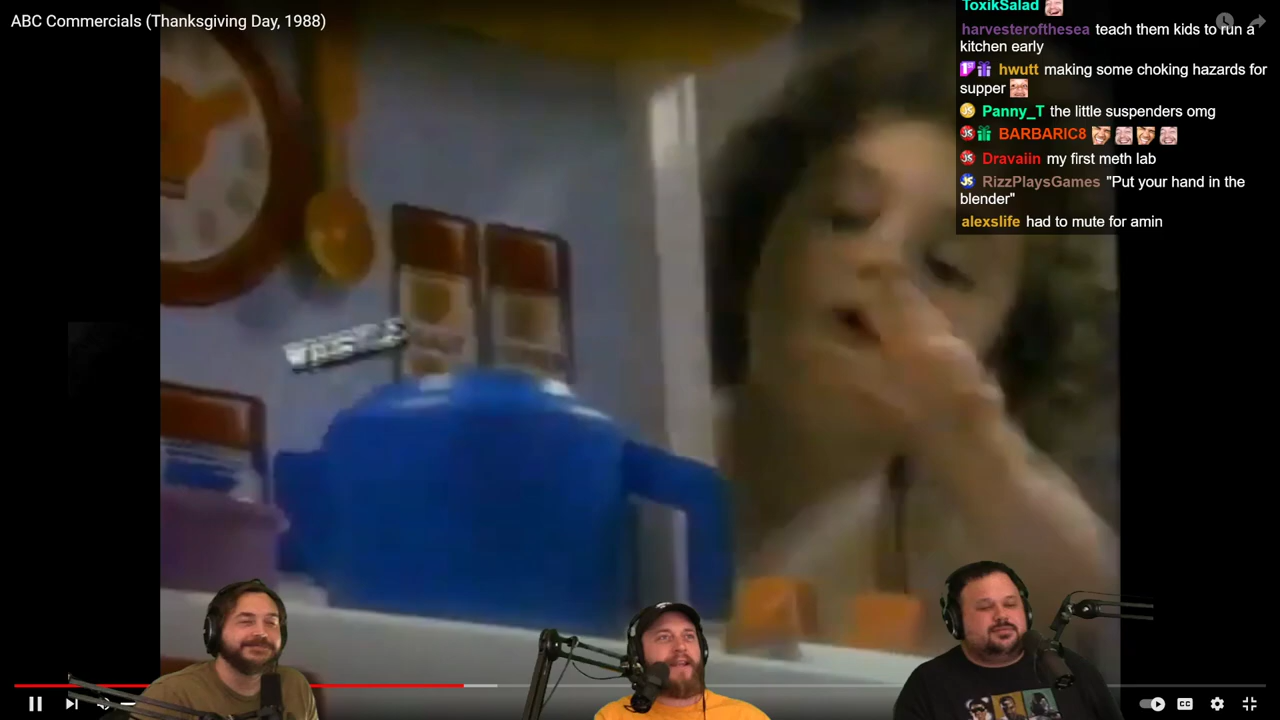 ABC Commercials (Thanksgiving Day, 1988)
ToxikSalad
harvesterofthesea teach them kids to run a
kitchen early
hwutt making some choking hazards for
supper
Panny_T the little suspenders omg
BARBARIC8
Dravaiin my first meth lab
RizzPlaysGames "Put your hand in the
blender"
alexslife had to mute for amin
CC